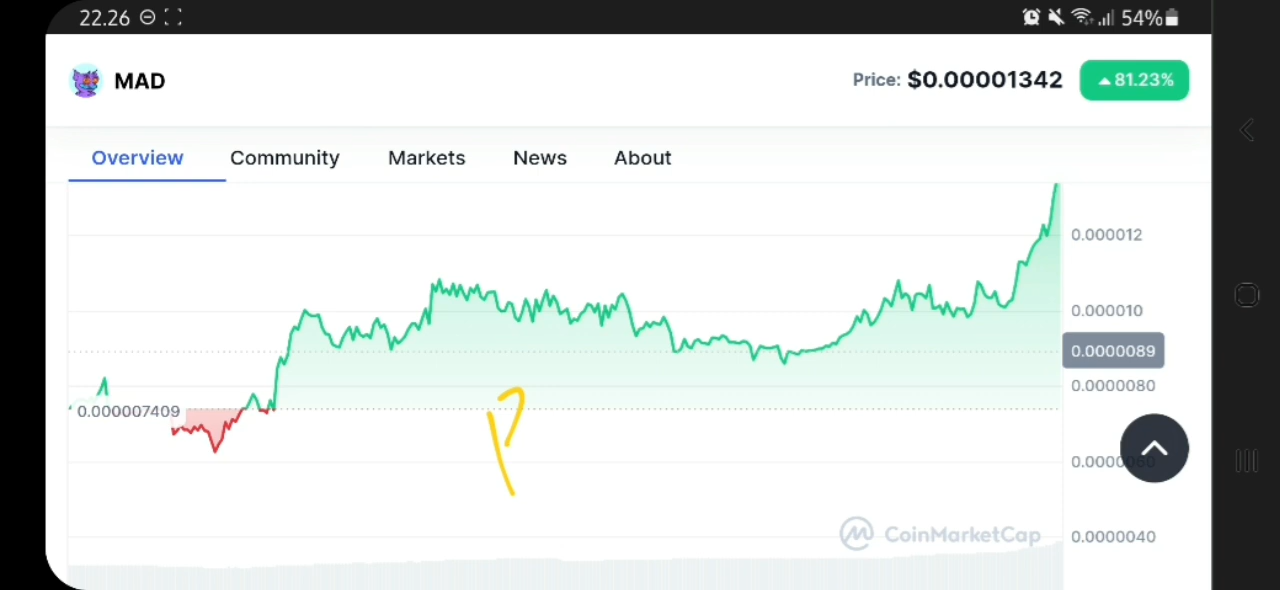 22.26 54%
MAD Price: $0.00001342 81.23%
Overview Community Markets News About
0.000012
0.000010
0.0000089
0.0000080
0.000007409
CoinMarketCap
0.0000040